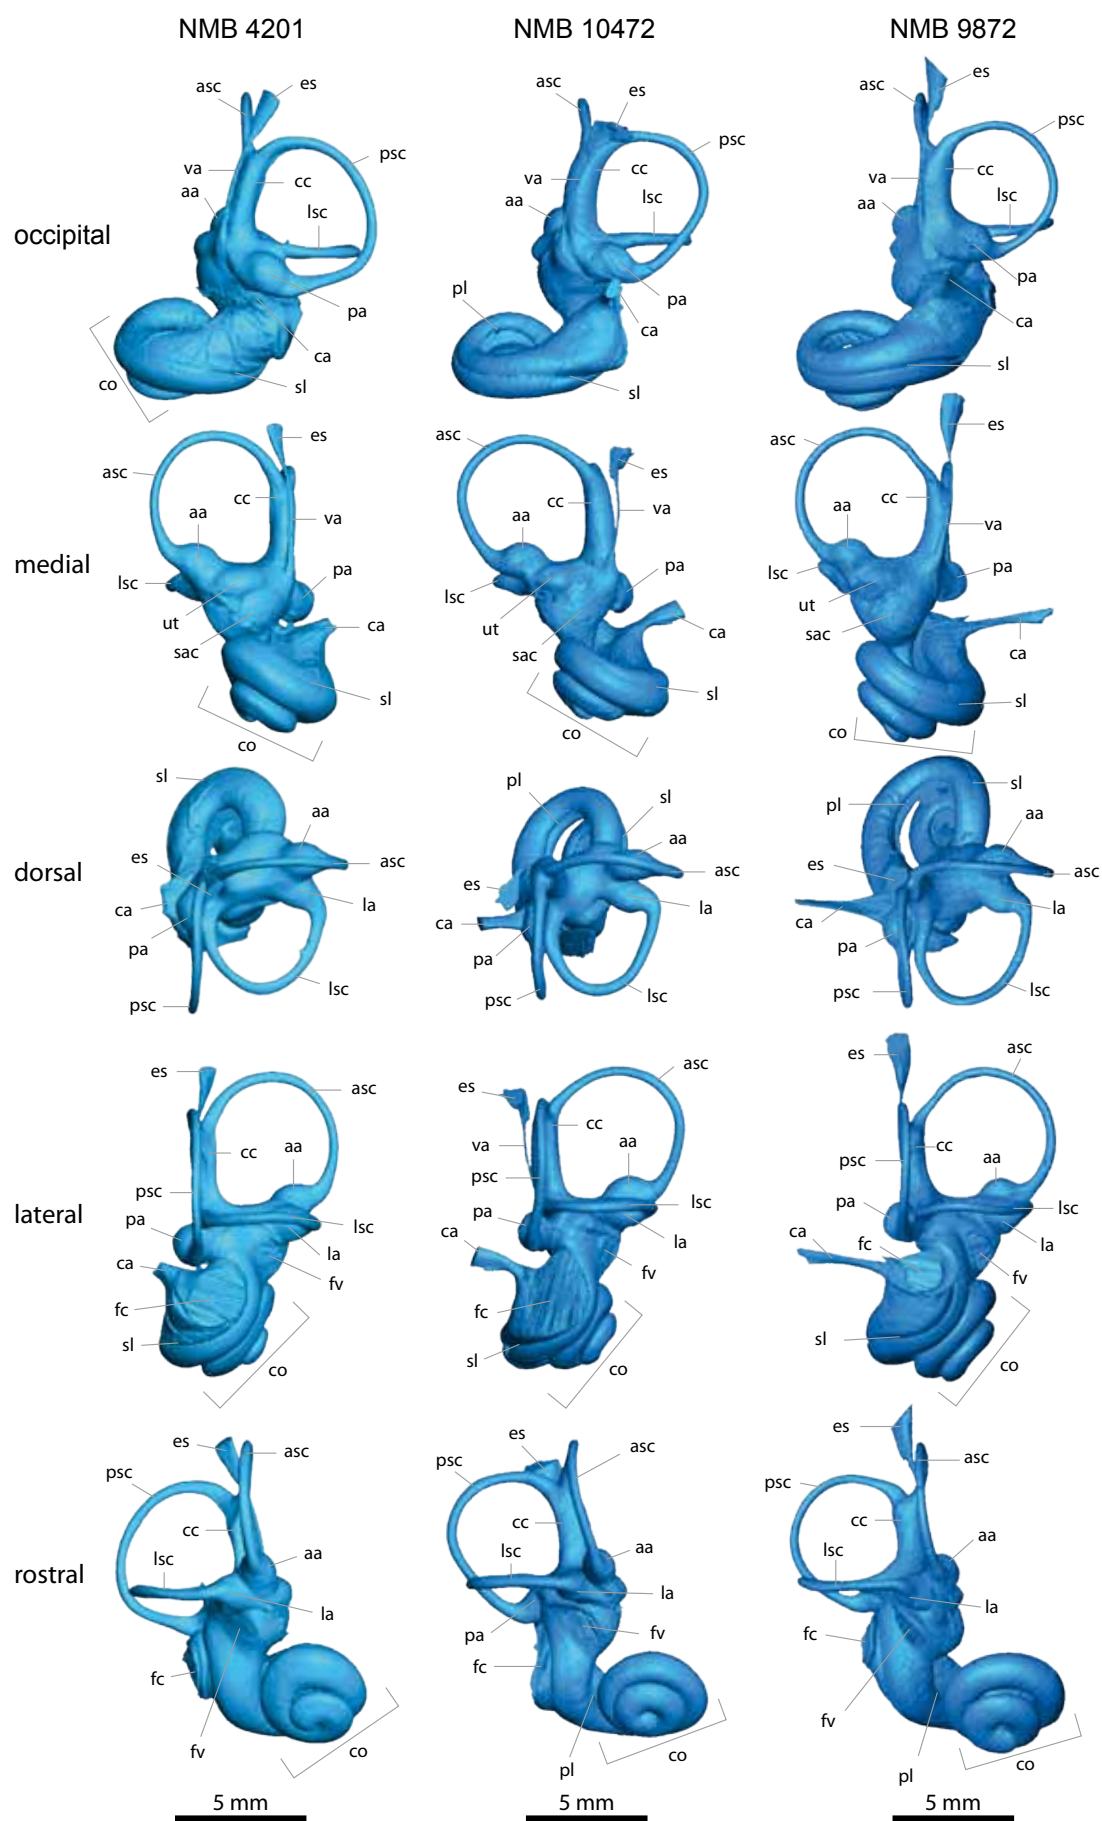 NMB 4201 NMB 10472 NMB 9872
occipital
asc es psc va cc aa lsc pa ca sl co
asc es psc va cc aa lsc pl pa ca sl
asc es psc va cc aa lsc pa ca sl
medial
asc es cc va aa lsc pa ut ca sac sl co
asc es cc va aa lsc pa ut ca sac sl co
asc es cc va aa lsc pa ut sac ca sl co
dorsal
sl aa es asc ca la pa lsc psc
pl sl aa es asc la ca pa psc lsc
pl sl aa es asc la ca pa psc lsc
lateral
es asc cc aa psc pa lsc la ca fv fc sl co
es asc cc va aa psc lsc pa la ca fv fc sl co
es asc cc aa psc pa lsc ca fc la fv sl co
rostral
es asc psc cc aa lsc la fc fv co
es asc psc cc aa lsc la pa fv fc pl co
es asc psc cc aa lsc la fc fv pl co
5 mm 5 mm 5 mm